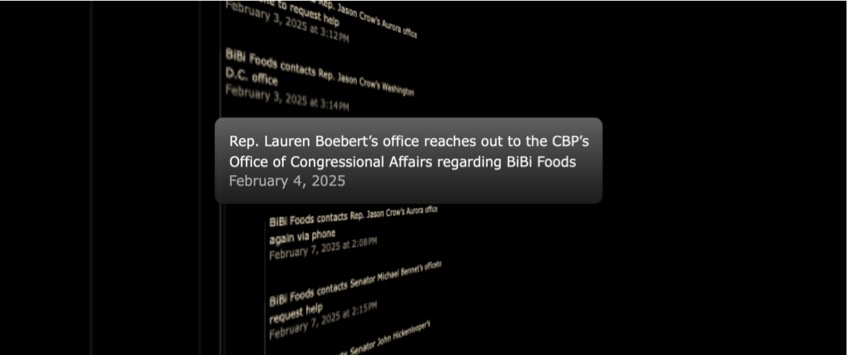 to request help
Rep. Jason Crow's Aurora office
February 3, 2025 at 3:12PM
BiBi Foods contacts Rep. Jason Crow's Washington
D.C. office
February 3, 2025 at 3:14PM
Rep. Lauren Boebert's office reaches out to the CBP's
Office of Congressional Affairs regarding BiBi Foods
February 4, 2025
BiBi Foods contacts Rep. Jason Crow's Aurora office
again via phone
February 7, 2025 at 2:08PM
BiBi Foods contacts Senator Michael Bennet's office to
request help
February 7, 2025 at 2:15PM
Senator John Hickenlooper's